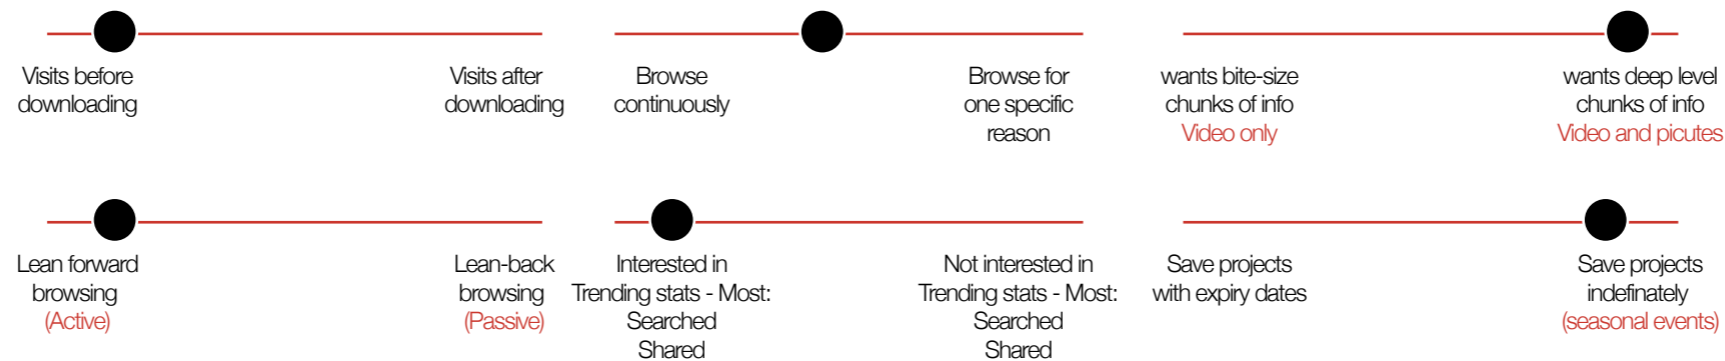 Visits before
downloading
Visits after
downloading
Browse
continuously
Browse for
one specific
reason
wants bite-size
chunks of info
Video only
wants deep level
chunks of info
Video and picutes
Lean forward
browsing
(Active)
Lean-back
browsing
(Passive)
Interested in
Trending stats - Most:
Searched
Shared
Not interested in
Trending stats - Most:
Searched
Shared
Save projects
with expiry dates
Save projects
indefinately
(seasonal events)